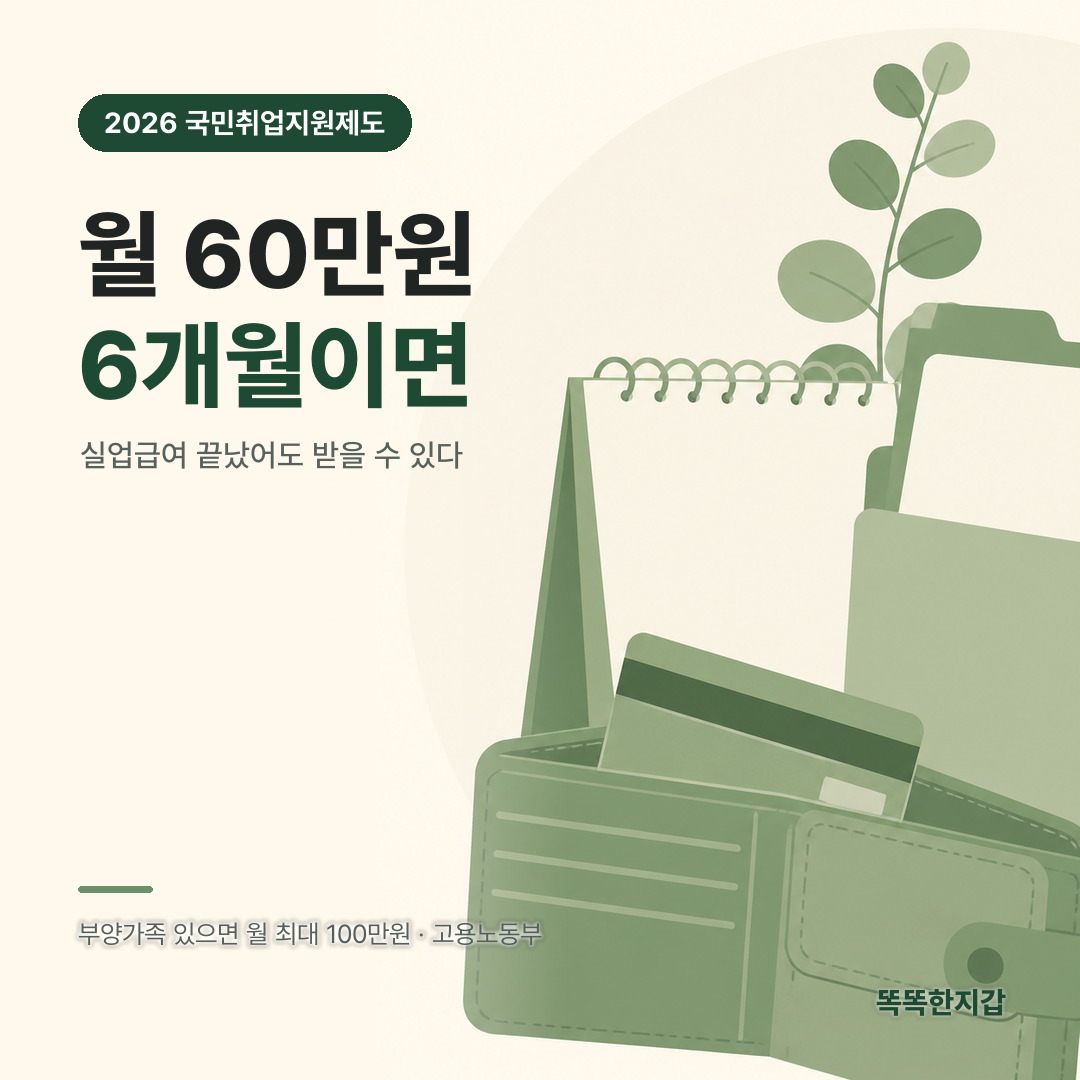 2026 국민취업지원제도
월 60만원
6개월이면
실업급여 끝났어도 받을 수 있다
부양가족 있으면 월 최대 100만원 · 고용노동부
똑똑한지갑